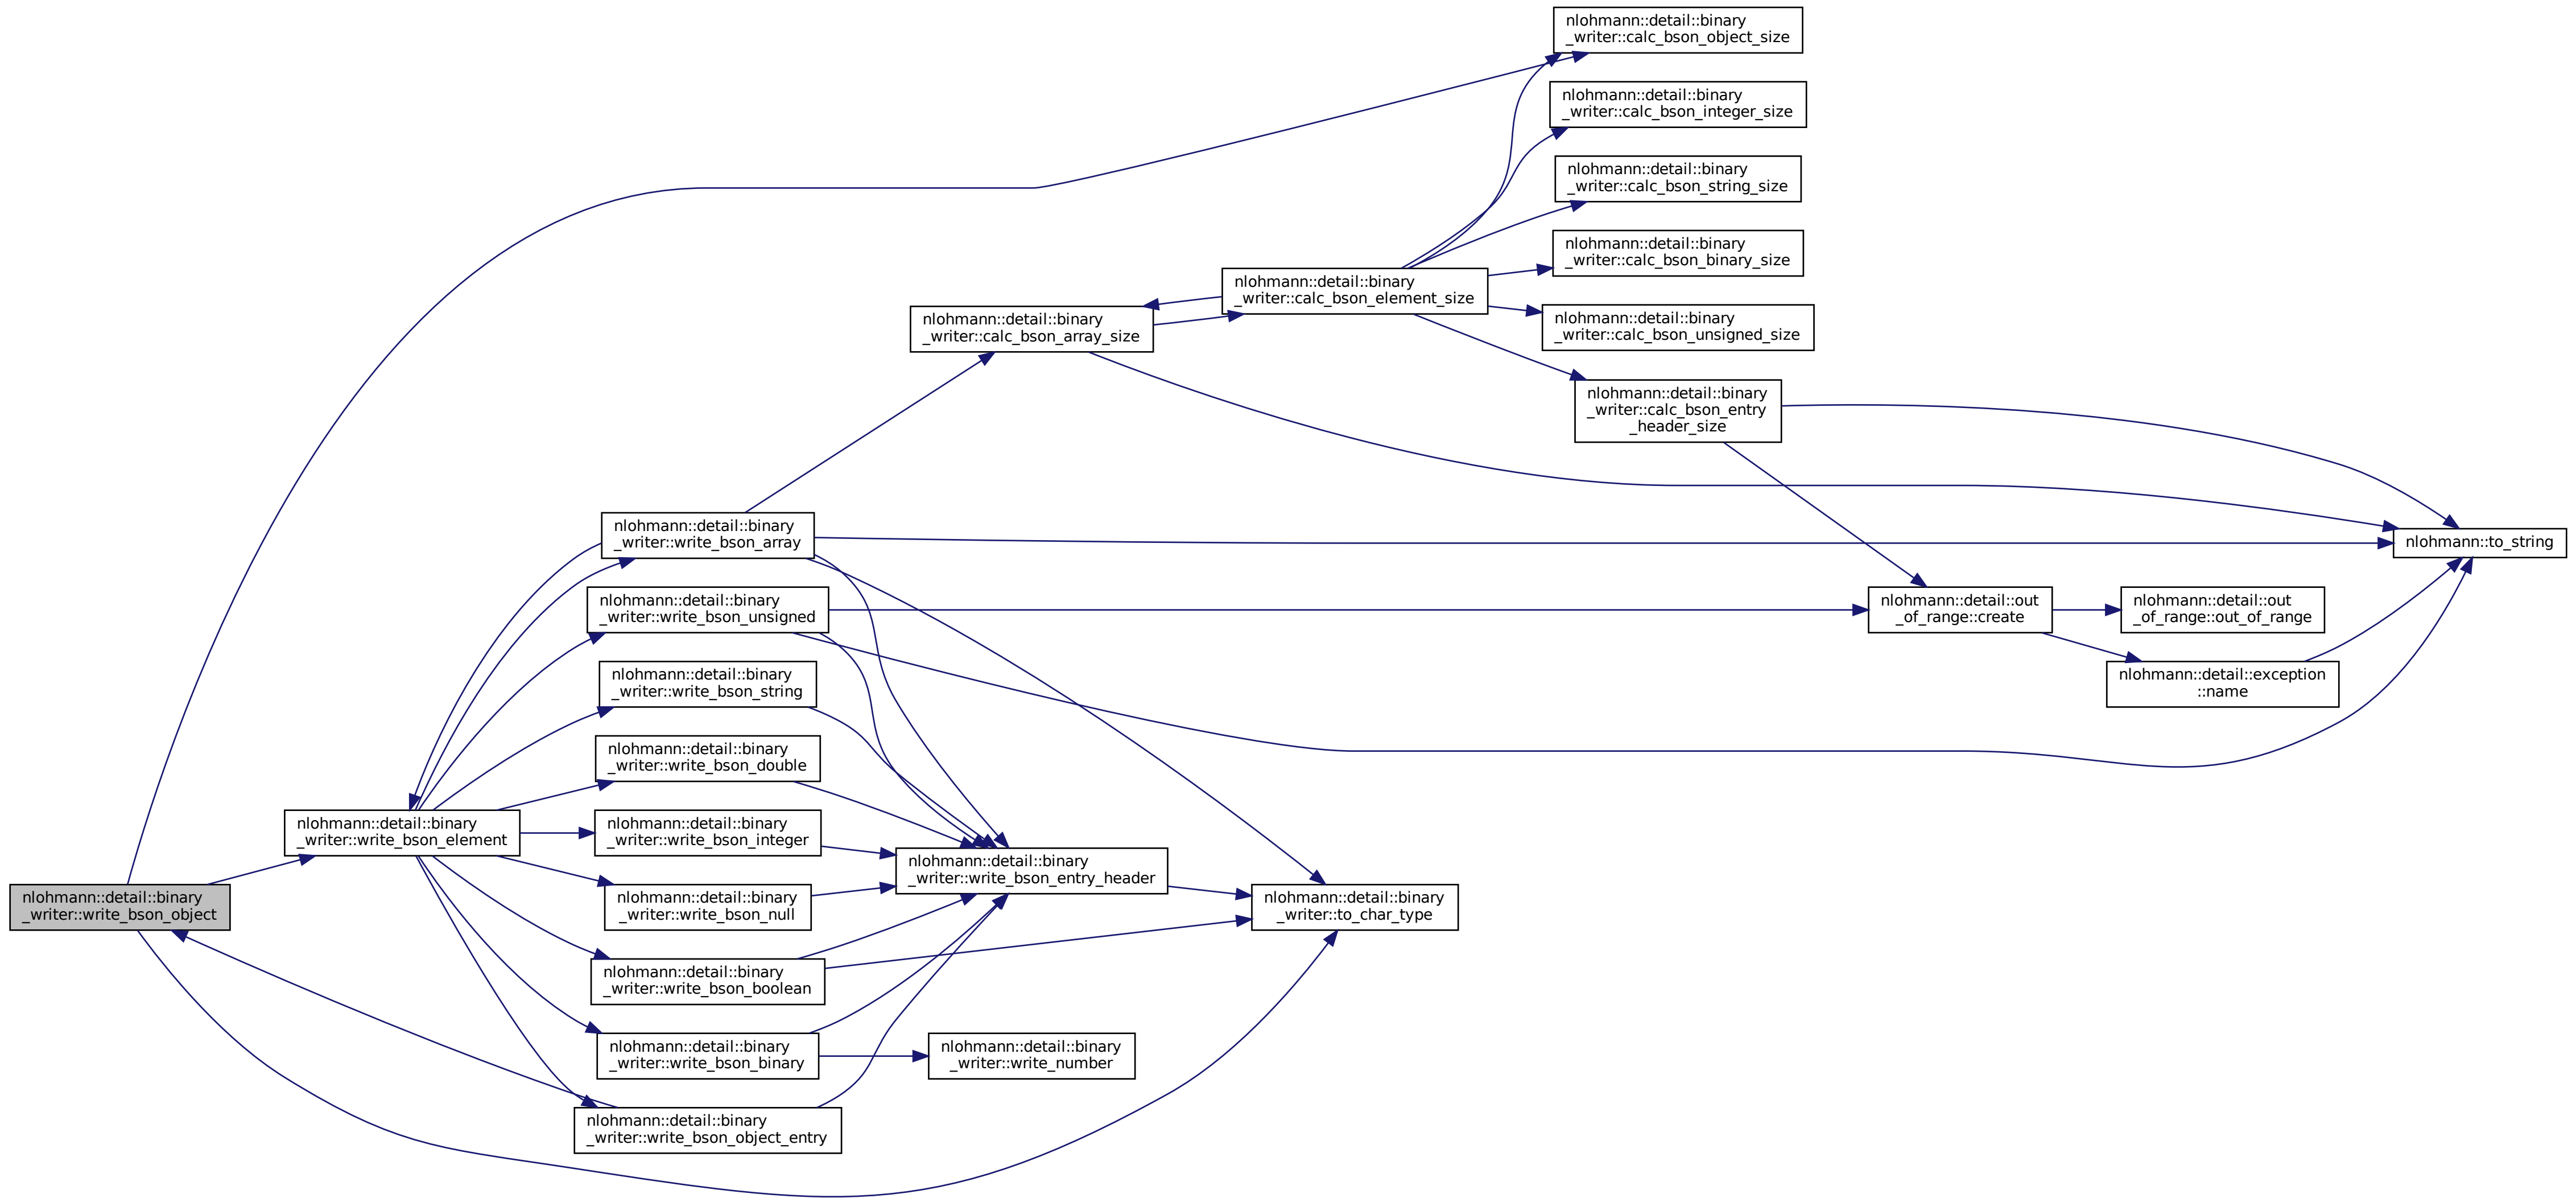 nlohmann::detail::binary
_writer::calc_bson_object_size
nlohmann::detail::binary
_writer::calc_bson_integer_size
nlohmann::detail::binary
_writer::calc_bson_string_size
nlohmann::detail::binary
_writer::calc_bson_binary_size
nlohmann::detail::binary
_writer::calc_bson_element_size
nlohmann::detail::binary
_writer::calc_bson_array_size
nlohmann::detail::binary
_writer::calc_bson_unsigned_size
nlohmann::detail::binary
_writer::calc_bson_entry
_header_size
nlohmann::detail::binary
_writer::write_bson_array
nlohmann::to_string
nlohmann::detail::binary
_writer::write_bson_unsigned
nlohmann::detail::out
_of_range::create
nlohmann::detail::out
_of_range::out_of_range
nlohmann::detail::binary
_writer::write_bson_string
nlohmann::detail::exception
::name
nlohmann::detail::binary
_writer::write_bson_double
nlohmann::detail::binary
_writer::write_bson_element
nlohmann::detail::binary
_writer::write_bson_integer
nlohmann::detail::binary
_writer::write_bson_entry_header
nlohmann::detail::binary
_writer::write_bson_object
nlohmann::detail::binary
_writer::write_bson_null
nlohmann::detail::binary
_writer::to_char_type
nlohmann::detail::binary
_writer::write_bson_boolean
nlohmann::detail::binary
_writer::write_bson_binary
nlohmann::detail::binary
_writer::write_number
nlohmann::detail::binary
_writer::write_bson_object_entry